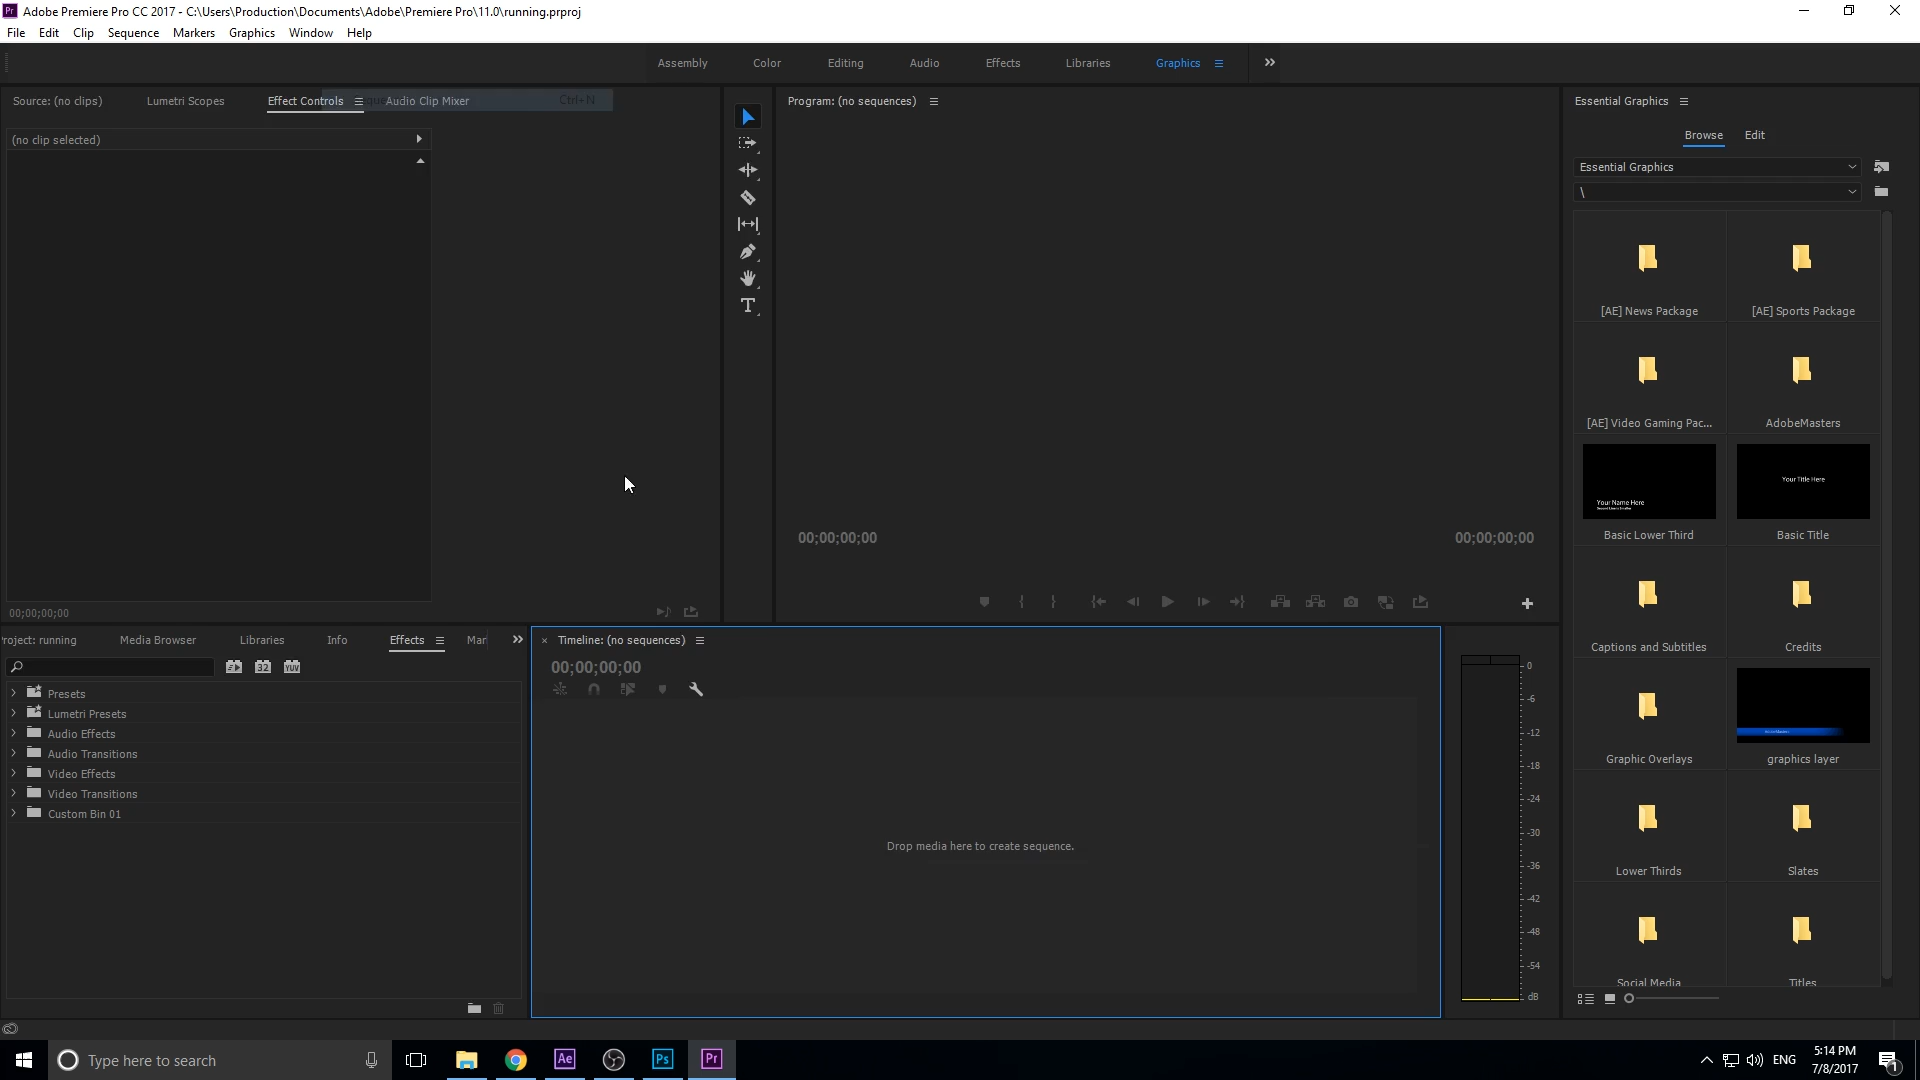 Adobe Premiere Pro CC 2017 - C:\Users\Production\Documents\Adobe\Premiere Pro\11.0\running.prproj
File Edit Clip Sequence Markers Graphics Window Help
Assembly Color Editing Audio Effects Libraries Graphics
Source: (no clips) Lumetri Scopes Effect Controls Audio Clip Mixer Ctrl+N
(no clip selected)
00;00;00;00
Program: (no sequences)
00;00;00;00 00;00;00;00
Essential Graphics
Browse Edit
Essential Graphics
\
[AE] News Package [AE] Sports Package
[AE] Video Gaming Pac... AdobeMasters
Your Name Here
Your Title Here
Basic Lower Third Basic Title
Captions and Subtitles Credits
Graphic Overlays graphics layer
Lower Thirds Slates
Social Media Titles
roject: running Media Browser Libraries Info Effects Mar
32 YUV
Presets
Lumetri Presets
Audio Effects
Audio Transitions
Video Effects
Video Transitions
Custom Bin 01
Timeline: (no sequences)
00;00;00;00
Drop media here to create sequence.
0
-6
-12
-18
-24
-30
-36
-42
-48
-54
dB
Type here to search
Ae Ps Pr
ENG
5:14 PM
7/8/2017
1